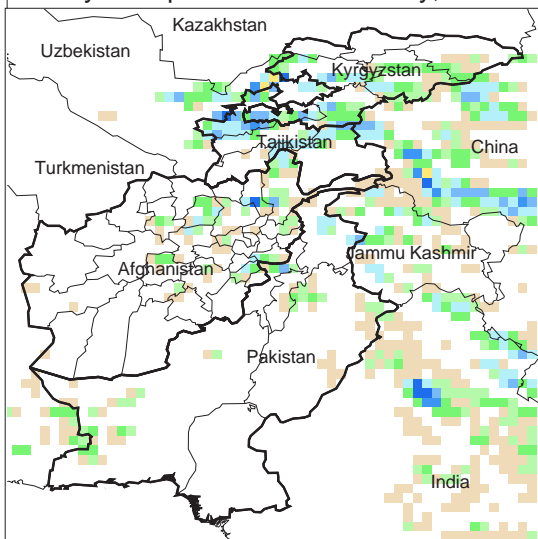 Kazakhstan
Uzbekistan
Kyrgyzstan
Tajikistan
China
Turkmenistan
Jammu Kashmir
Afghanistan
Pakistan
India